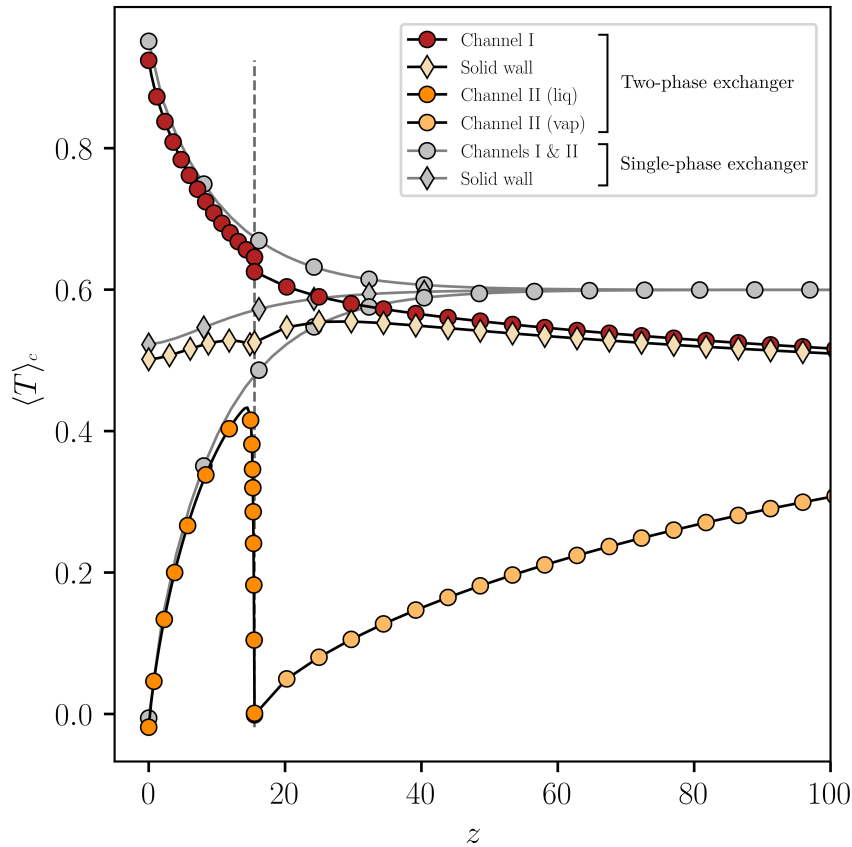 Channel I
Solid wall
Channel II (liq)
Channel II (vap)
Two-phase exchanger
Channels I & II
Solid wall
Single-phase exchanger
0.8
0.6
0.4
0.2
0.0
⟨T⟩c
0 20 40 60 80 100
z